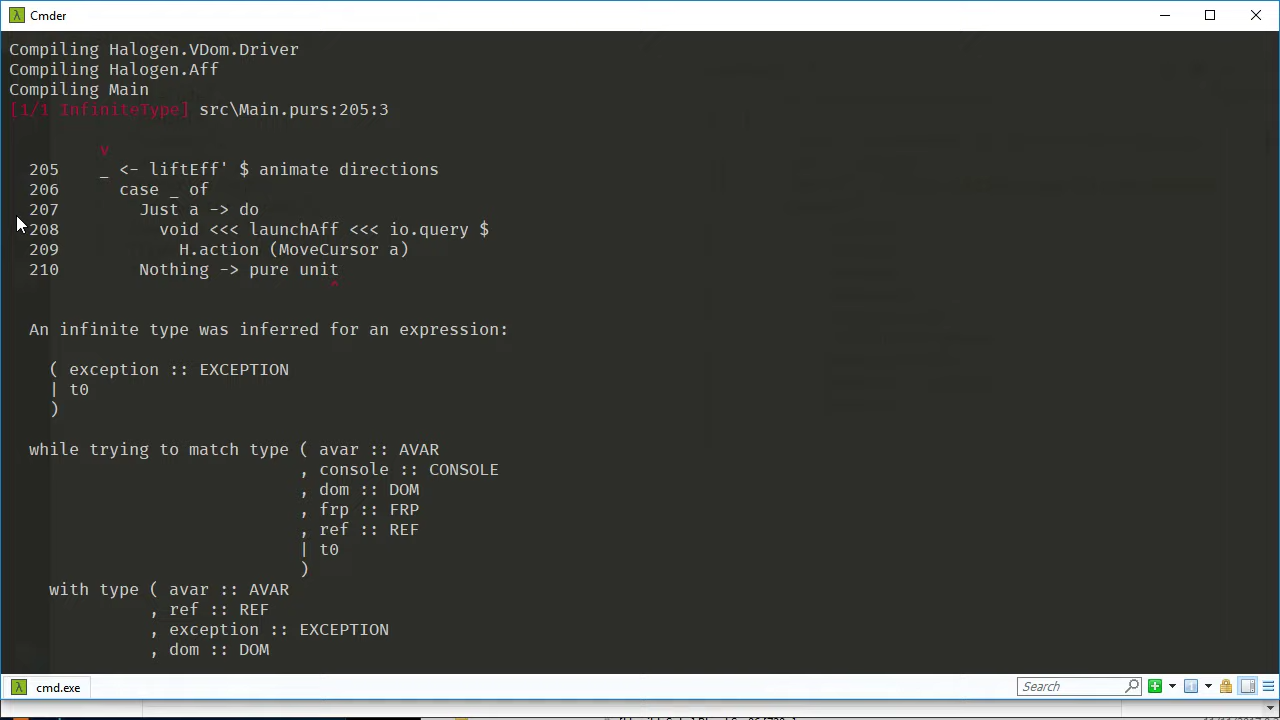 Cmder
Compiling Halogen.VDom.Driver
Compiling Halogen.Aff
Compiling Main
[1/1 InfiniteType] src\Main.purs:205:3
v
205    _ <- liftEff' $ animate directions
206      case _ of
207        Just a -> do
208          void <<< launchAff <<< io.query $
209            H.action (MoveCursor a)
210        Nothing -> pure unit
^
An infinite type was inferred for an expression:
( exception :: EXCEPTION
| t0
)
while trying to match type ( avar :: AVAR
, console :: CONSOLE
, dom :: DOM
, frp :: FRP
, ref :: REF
| t0
)
with type ( avar :: AVAR
, ref :: REF
, exception :: EXCEPTION
, dom :: DOM
cmd.exe
Search